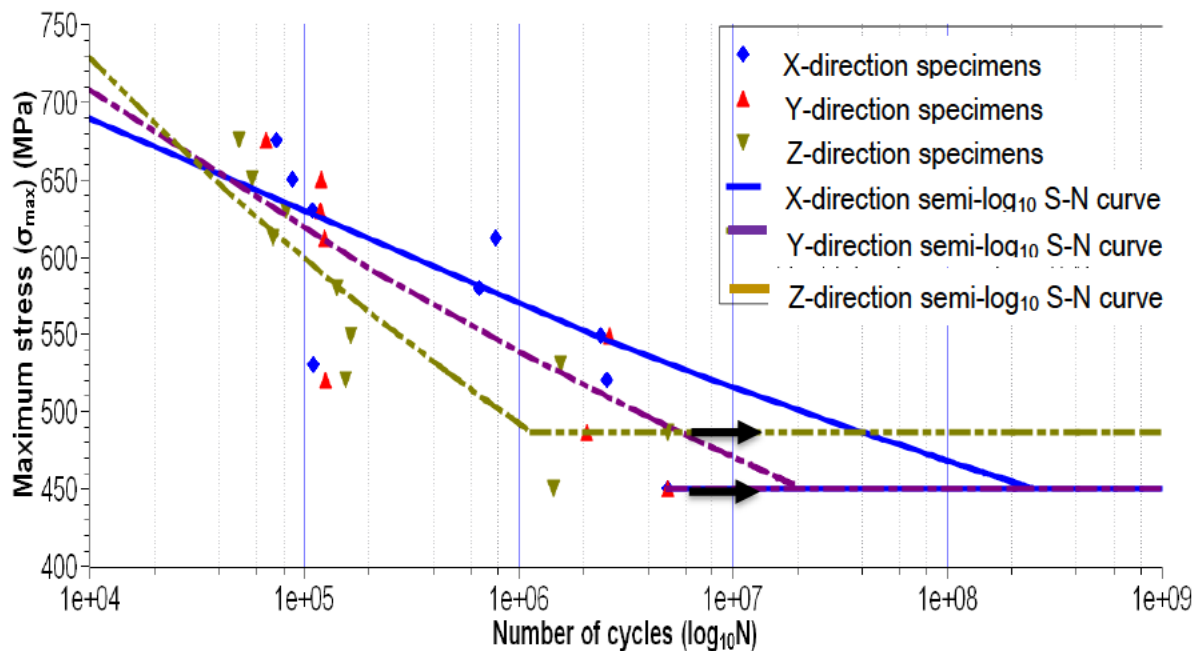 750
700
650
600
550
500
450
400
Maximum stress (σmax) (MPa)
X-direction specimens
Y-direction specimens
Z-direction specimens
X-direction semi-log10 S-N curve
Y-direction semi-log10 S-N curve
Z-direction semi-log10 S-N curve
1e+04 1e+05 1e+06 1e+07 1e+08 1e+09
Number of cycles (log10N)